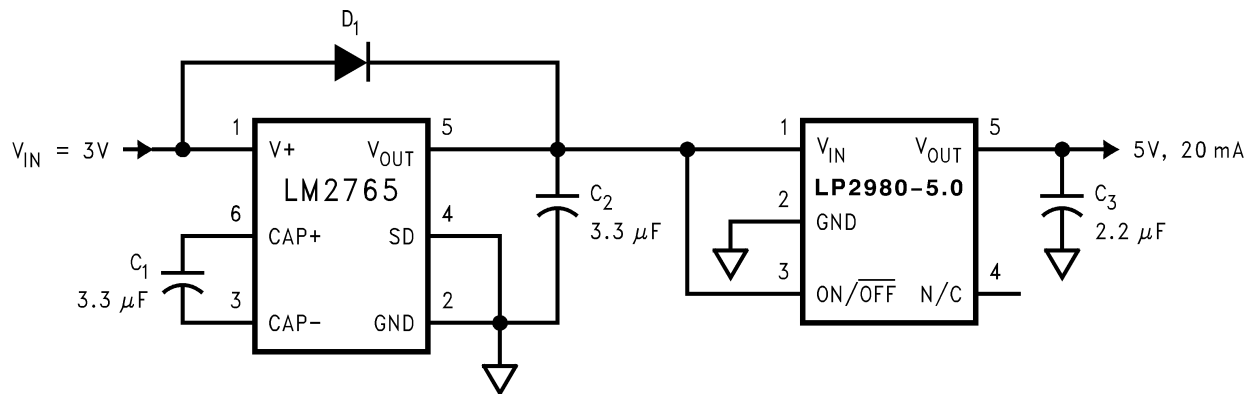 D1
VIN = 3V
1
V+
VOUT
5
LM2765
6
CAP+
SD
4
C1
3.3 μF
3
CAP−
GND
2
C2
3.3 μF
1
VIN
VOUT
5
LP2980-5.0
2
GND
3
ON/OFF
N/C
4
5V, 20 mA
C3
2.2 μF